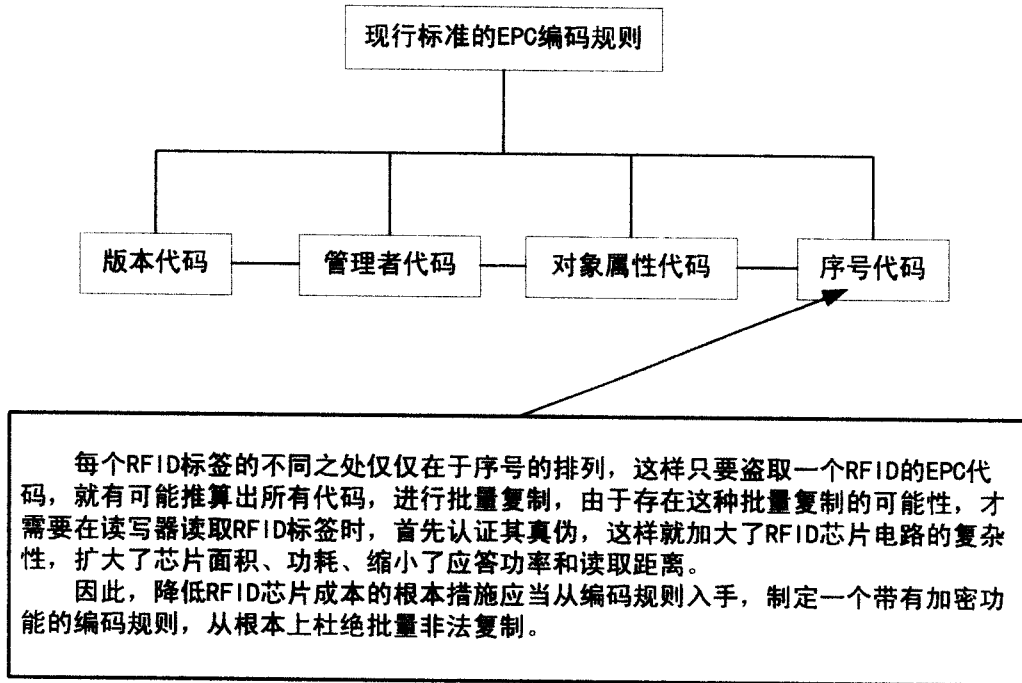 现行标准的EPC编码规则
版本代码
管理者代码
对象属性代码
序号代码
每个RFID标签的不同之处仅仅在于序号的排列，这样只要盗取一个RFID的EPC代
码，就有可能推算出所有代码，进行批量复制，由于存在这种批量复制的可能性，才
需要在读写器读取RFID标签时，首先认证其真伪，这样就加大了RFID芯片电路的复杂
性，扩大了芯片面积、功耗、缩小了应答功率和读取距离。
因此，降低RFID芯片成本的根本措施应当从编码规则入手，制定一个带有加密功
能的编码规则，从根本上杜绝批量非法复制。